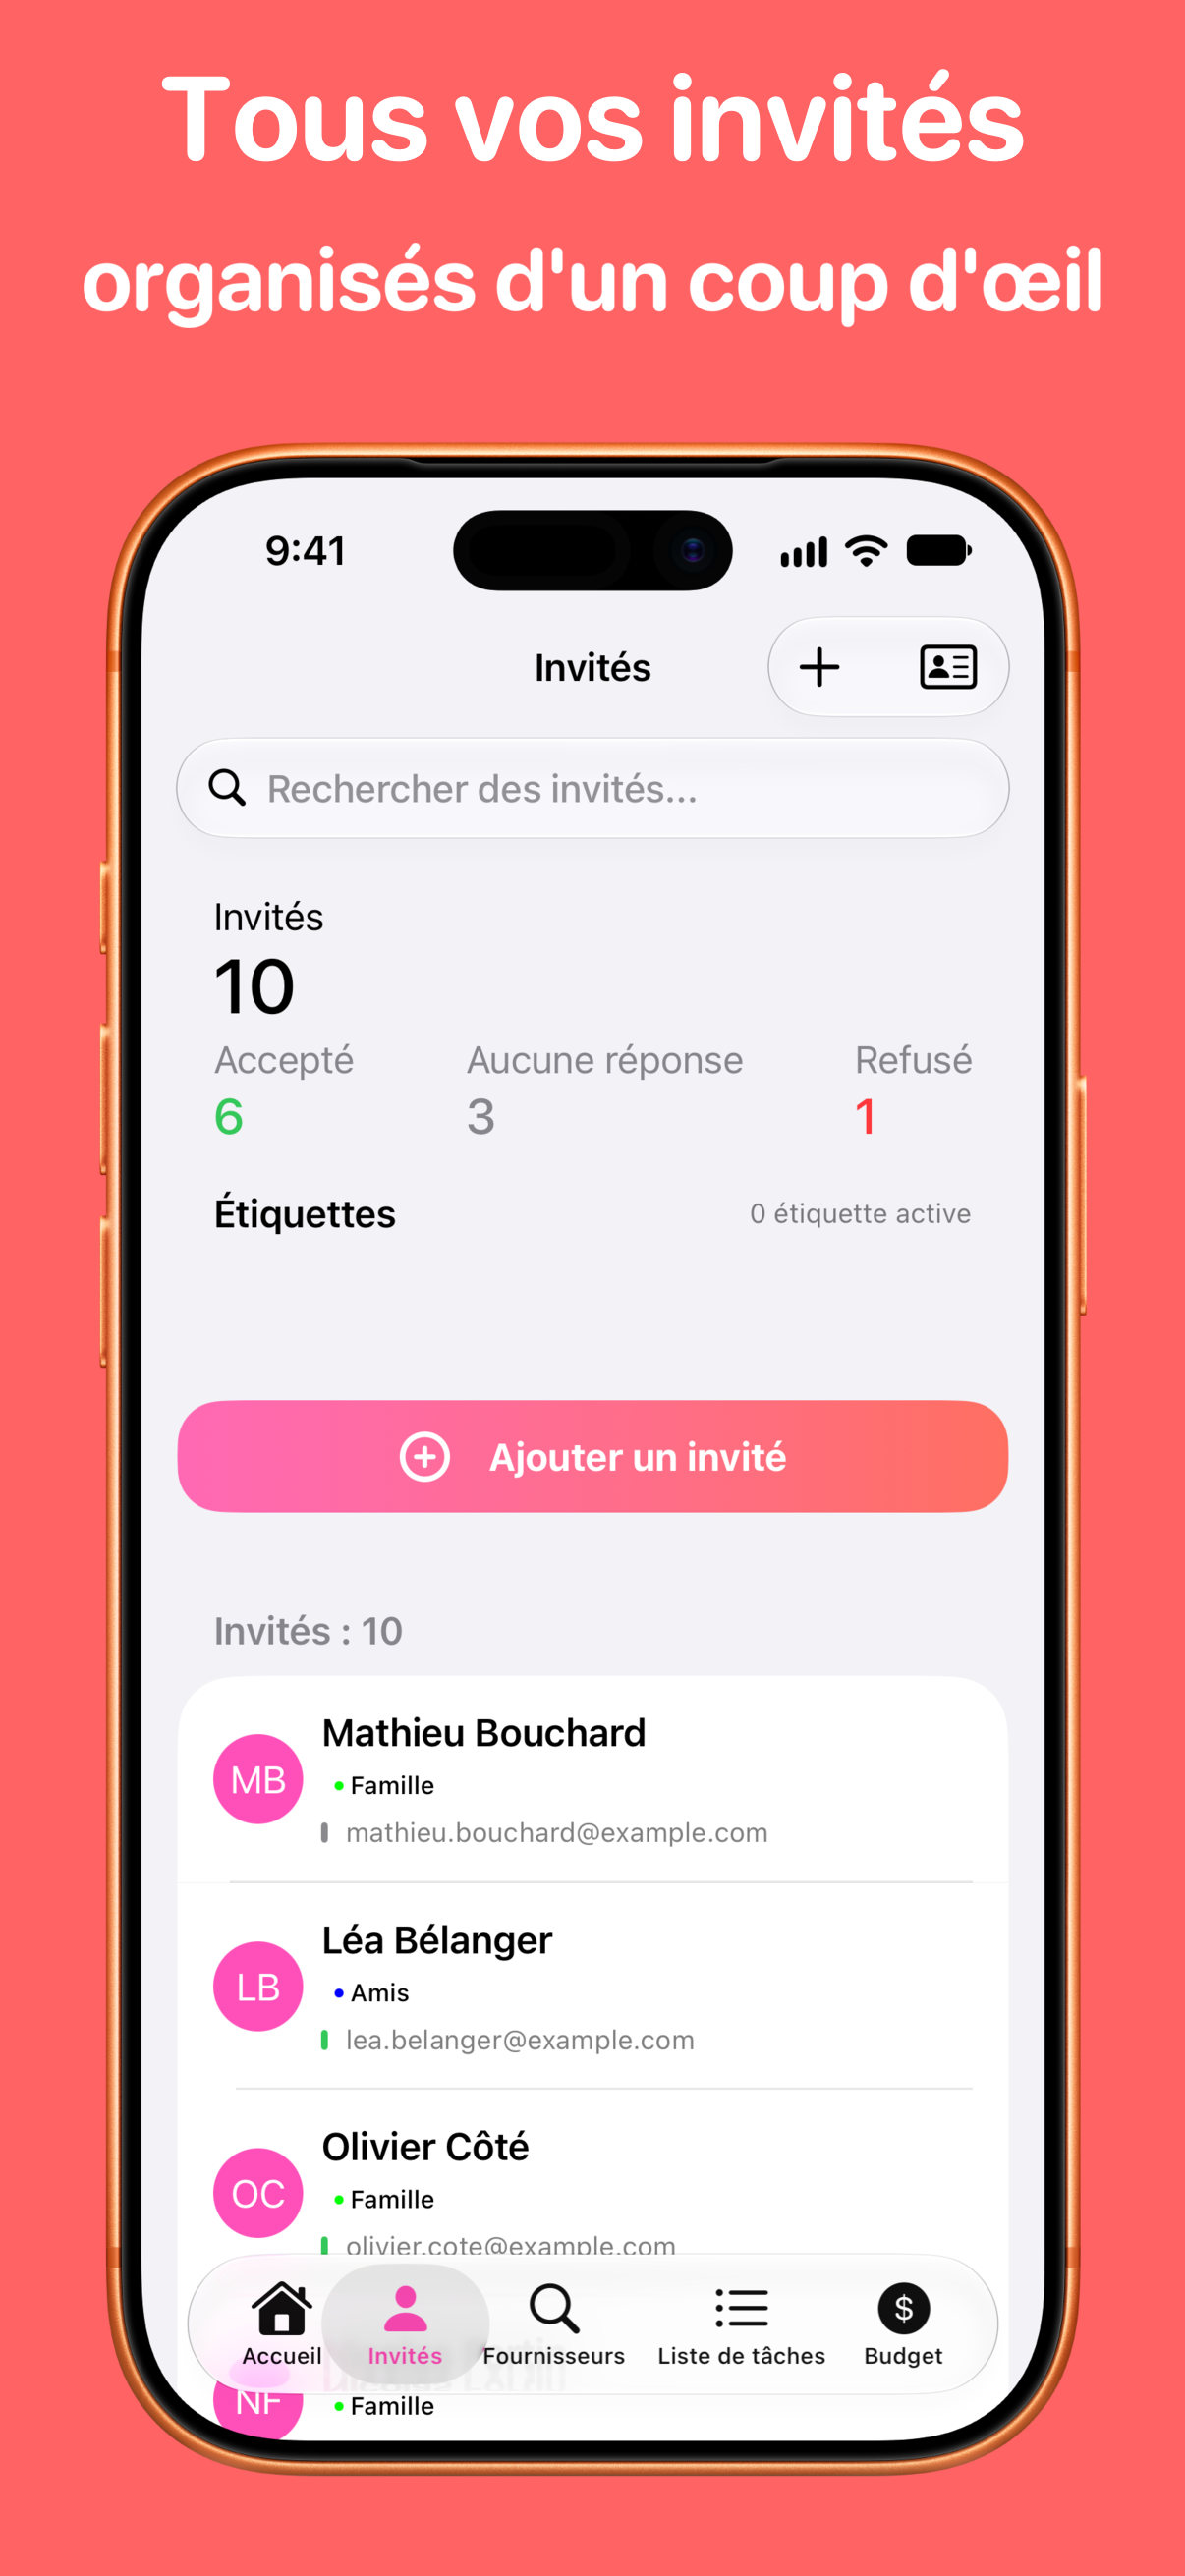 Tous vos invités
organisés d'un coup d'œil
9:41
Invités
Rechercher des invités...
Invités
10
Accepté Aucune réponse Refusé
6 3 1
Étiquettes 0 étiquette active
Ajouter un invité
Invités : 10
MB
Mathieu Bouchard
Famille
mathieu.bouchard@example.com
LB
Léa Bélanger
Amis
lea.belanger@example.com
OC
Olivier Côté
Famille
olivier.cote@example.com
Accueil Invités Fournisseurs Liste de tâches Budget
NF
Famille